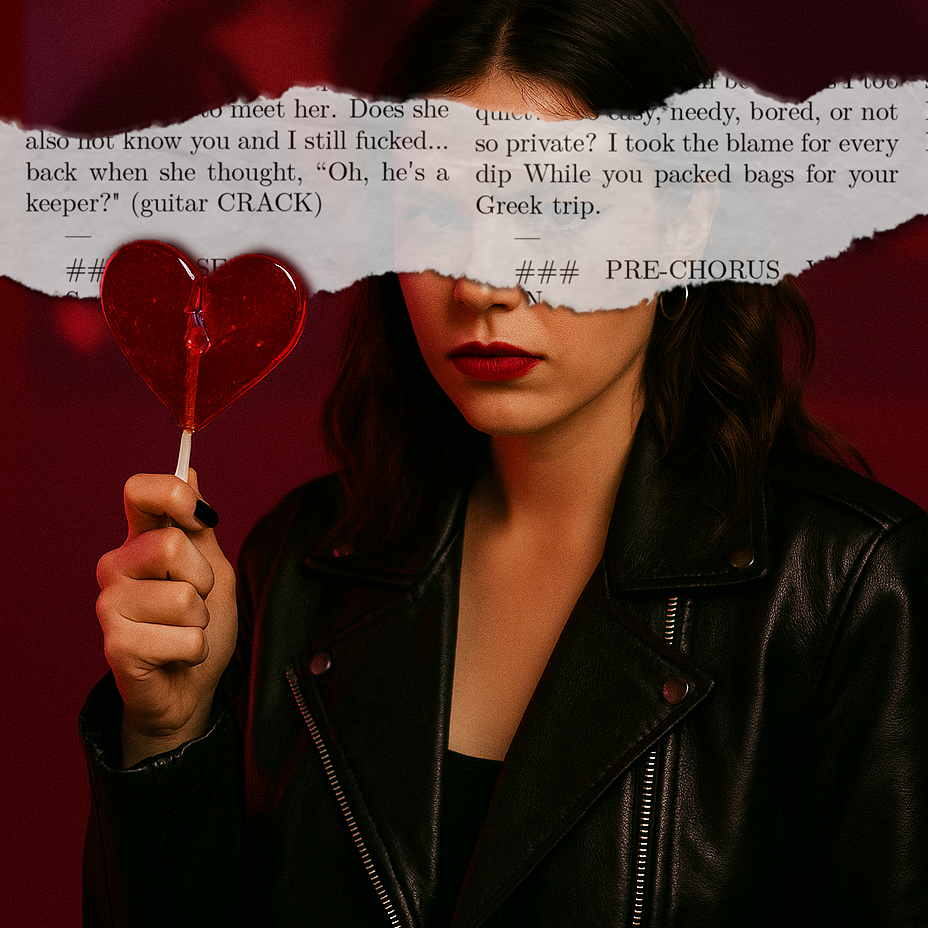 to meet her. Does she
also not know you and I still fucked...
back when she thought, “Oh, he's a
keeper?" (guitar CRACK)
—
##
I too
quiet? easy, needy, bored, or not
so private? I took the blame for every
dip While you packed bags for your
Greek trip.
—
### PRE-CHORUS